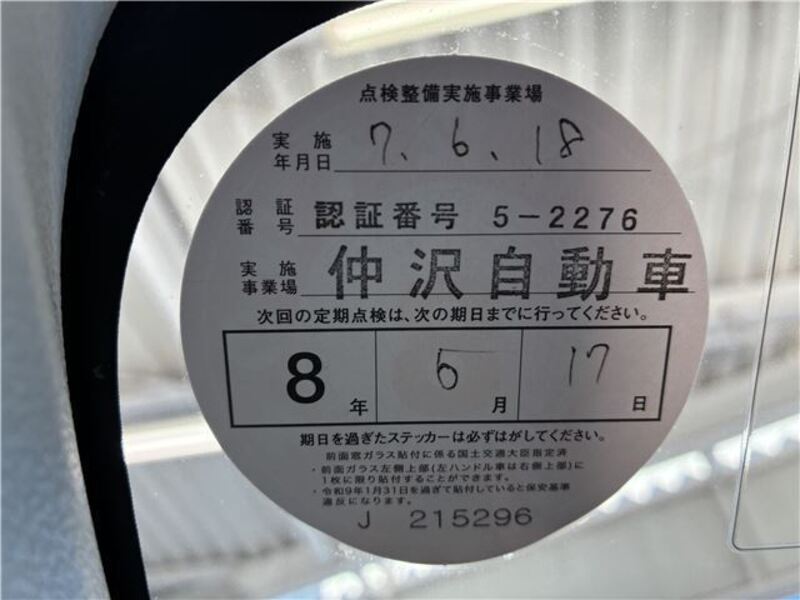 点検整備実施事業場
実施年月日 7.6.18
認証番号 認証番号 5-2276
実施事業場 仲沢自動車
次回の定期点検は、次の期日までに行ってください。
8年 6月 17日
期日を過ぎたステッカーは必ずはがしてください。
前面窓ガラス貼付に係る国土交通大臣指定済
・前面ガラス左側上部(左ハンドル車は右側上部)に
1枚に限り貼付することができます。
・令和9年1月31日を過ぎて貼付していると保安基準
違反になります。
J 215296